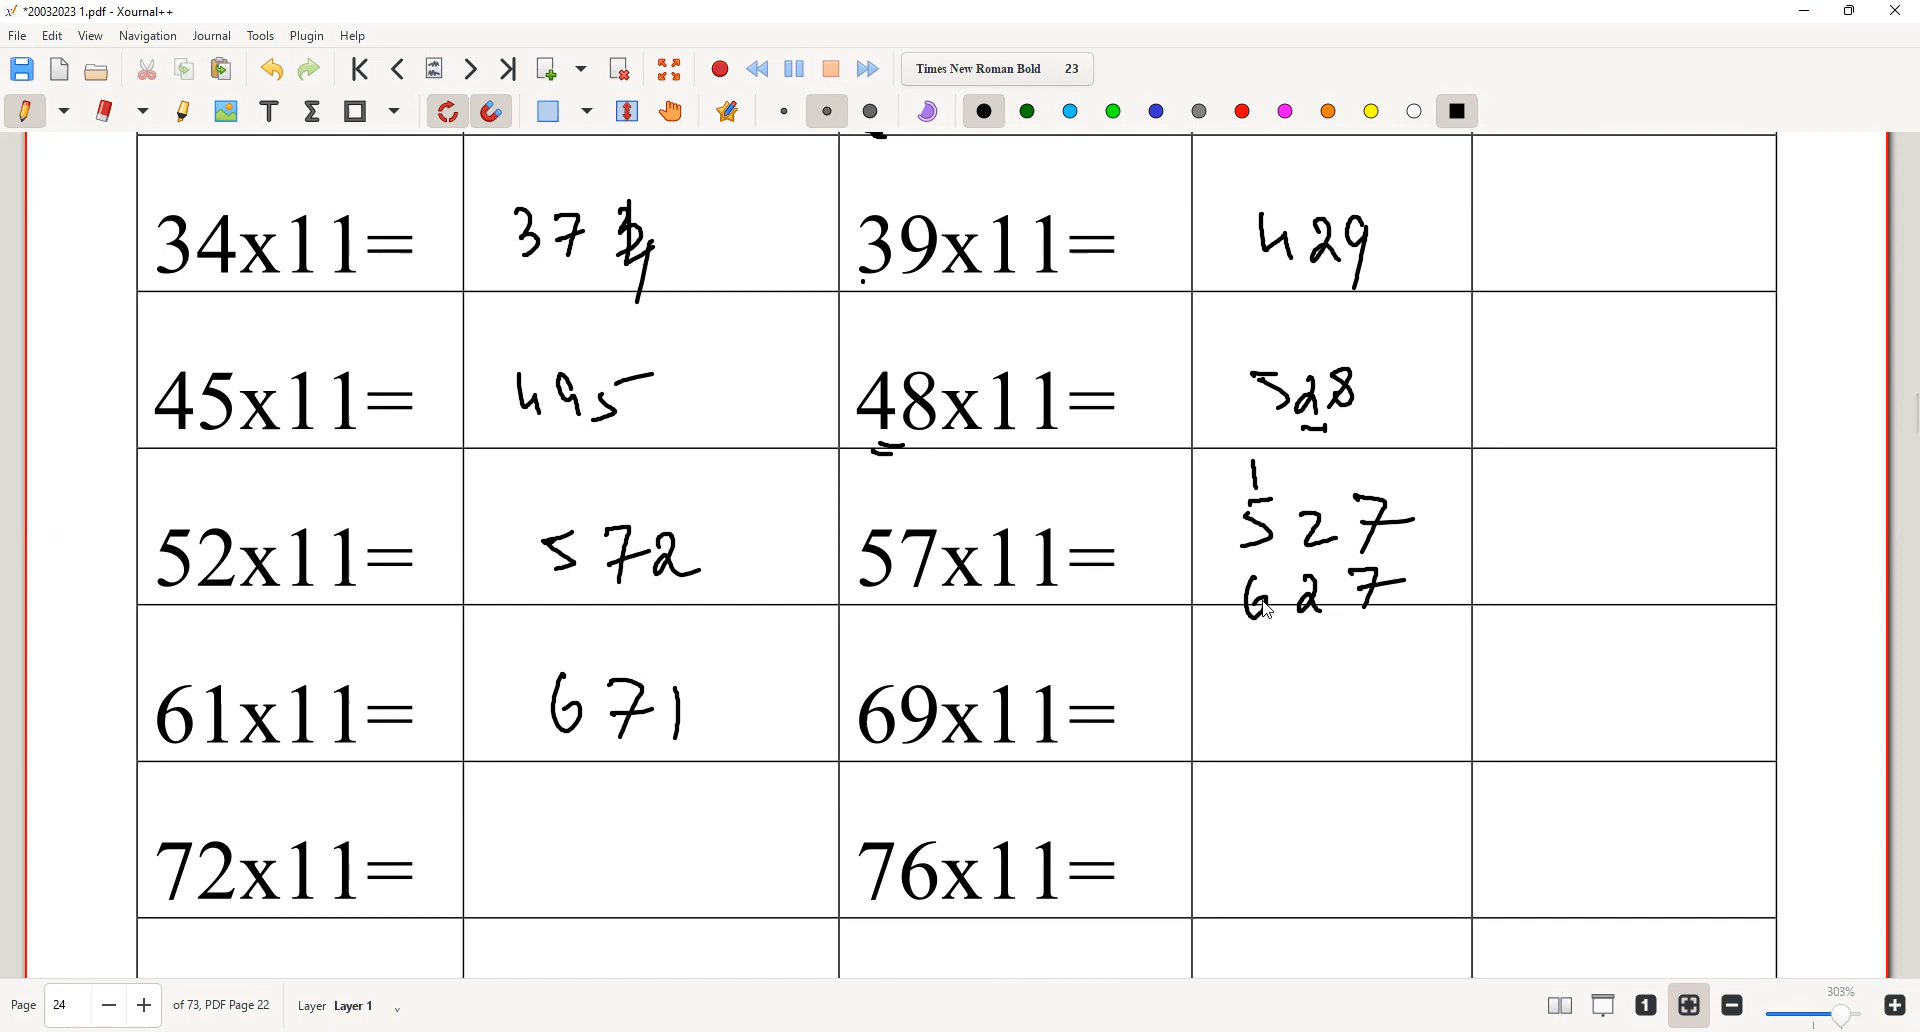 *20032023 1.pdf - Xournal++
File Edit View Navigation Journal Tools Plugin Help
Times New Roman Bold 23
34x11= 374 39x11= 429
45x11= 495 48x11= 528
1
52x11= 572 57x11= 527
627
61x11= 671 69x11=
72x11= 76x11=
Page 24 of 73, PDF Page 22 Layer Layer 1 1 303%